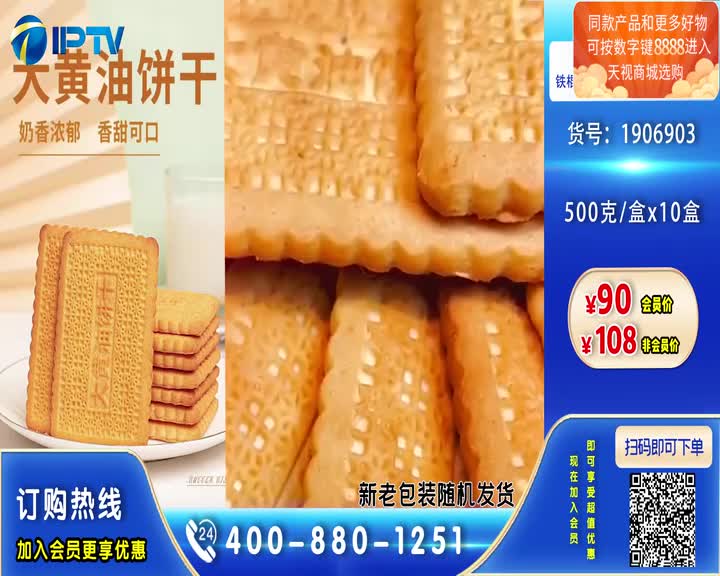 IPTV
大黄油饼干
奶香浓郁 香甜可口
大黄油饼干
同款产品和更多好物
可按数字键8888进入
天视商城选购
铁棍
货号：1906903
500克/盒x10盒
¥90 会员价
¥108 非会员价
新老包装随机发货
订购热线
加入会员更享优惠
24
400-880-1251
扫码即可下单
现在加入会员
即可享受超值优惠